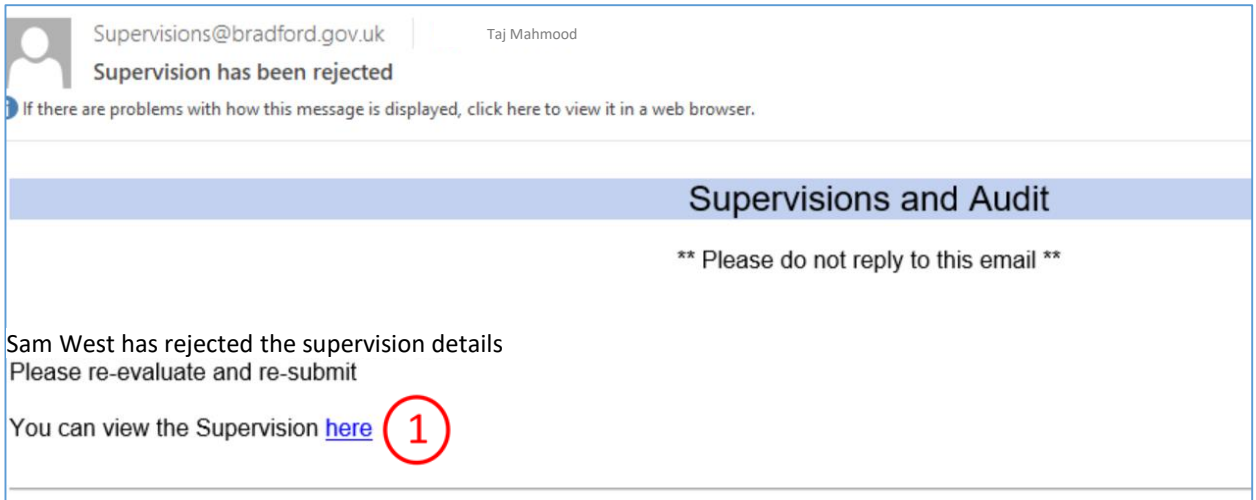 Supervisions@bradford.gov.uk Taj Mahmood
Supervision has been rejected
If there are problems with how this message is displayed, click here to view it in a web browser.
Supervisions and Audit
** Please do not reply to this email **
Sam West has rejected the supervision details
Please re-evaluate and re-submit
You can view the Supervision here 1